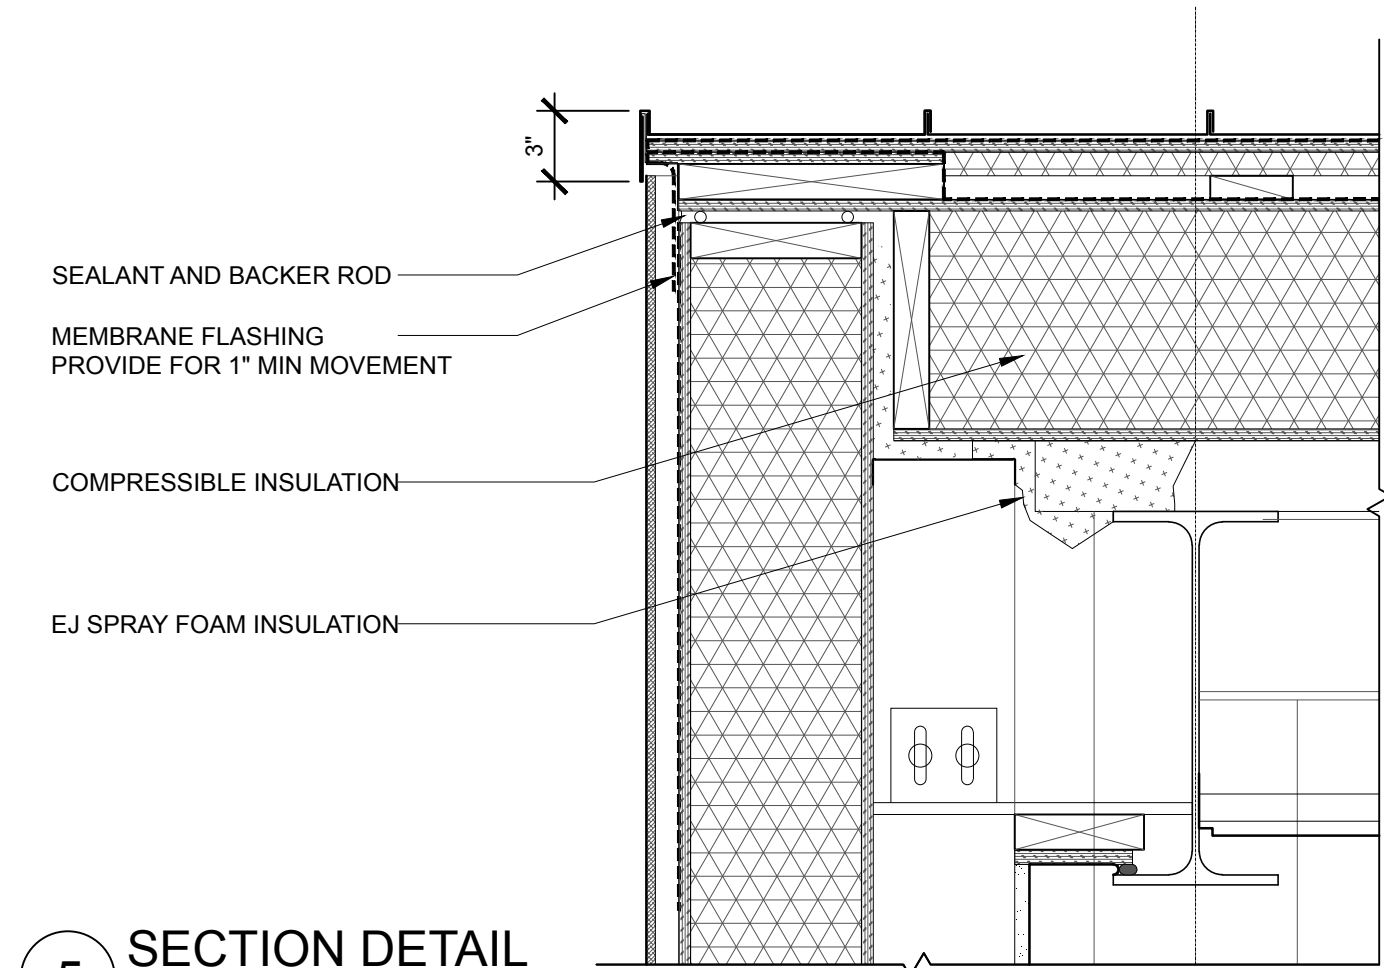 3"
SEALANT AND BACKER ROD
MEMBRANE FLASHING
PROVIDE FOR 1" MIN MOVEMENT
COMPRESSIBLE INSULATION
EJ SPRAY FOAM INSULATION
SECTION DETAIL